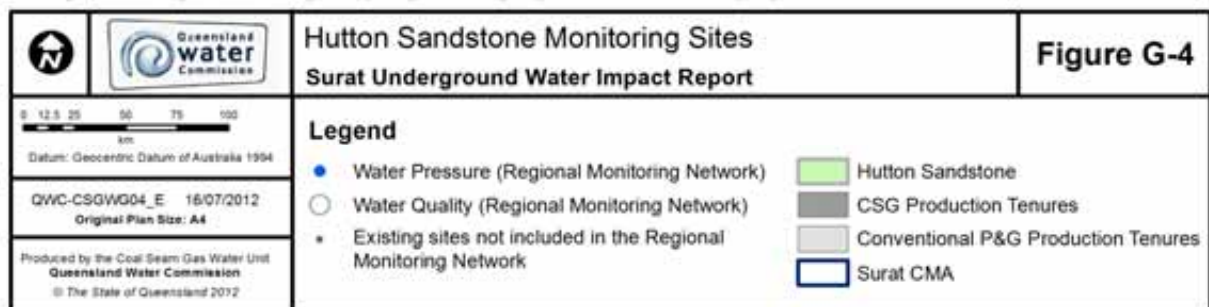 Queensland
water
Commission
Hutton Sandstone Monitoring Sites
Surat Underground Water Impact Report
Figure G-4
0 12.5 25 50 75 100
km
Datum: Geocentric Datum of Australia 1994
QWC-CSGWG04_E 16/07/2012
Original Plan Size: A4
Produced by the Coal Seam Gas Water Unit
Queensland Water Commission
© The State of Queensland 2012
Legend
Water Pressure (Regional Monitoring Network)
Water Quality (Regional Monitoring Network)
Existing sites not included in the Regional
Monitoring Network
Hutton Sandstone
CSG Production Tenures
Conventional P&G Production Tenures
Surat CMA